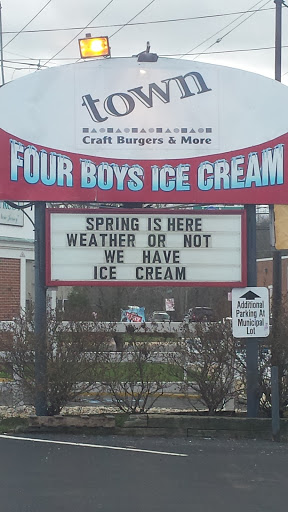 town
Craft Burgers & More
FOUR BOYS ICE CREAM
SPRING IS HERE
WEATHER OR NOT
WE HAVE
ICE CREAM
Additional
Parking At
Municipal
Lot